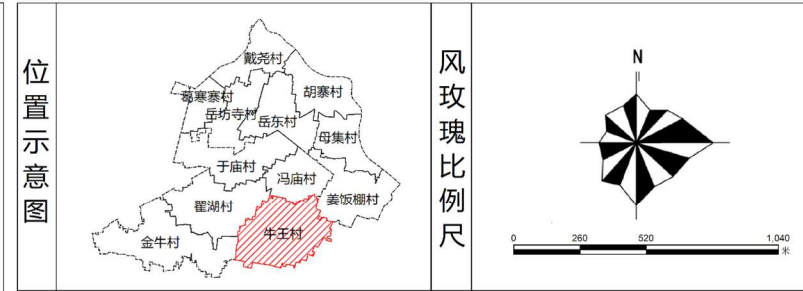 位置示意图
戴尧村
葛寒寨村
胡寨村
岳坊寺村
岳东村
母集村
于庙村
冯庙村
姜饭棚村
瞿湖村
牛王村
金牛村
风玫瑰比例尺
N
0 260 520 1,040
米